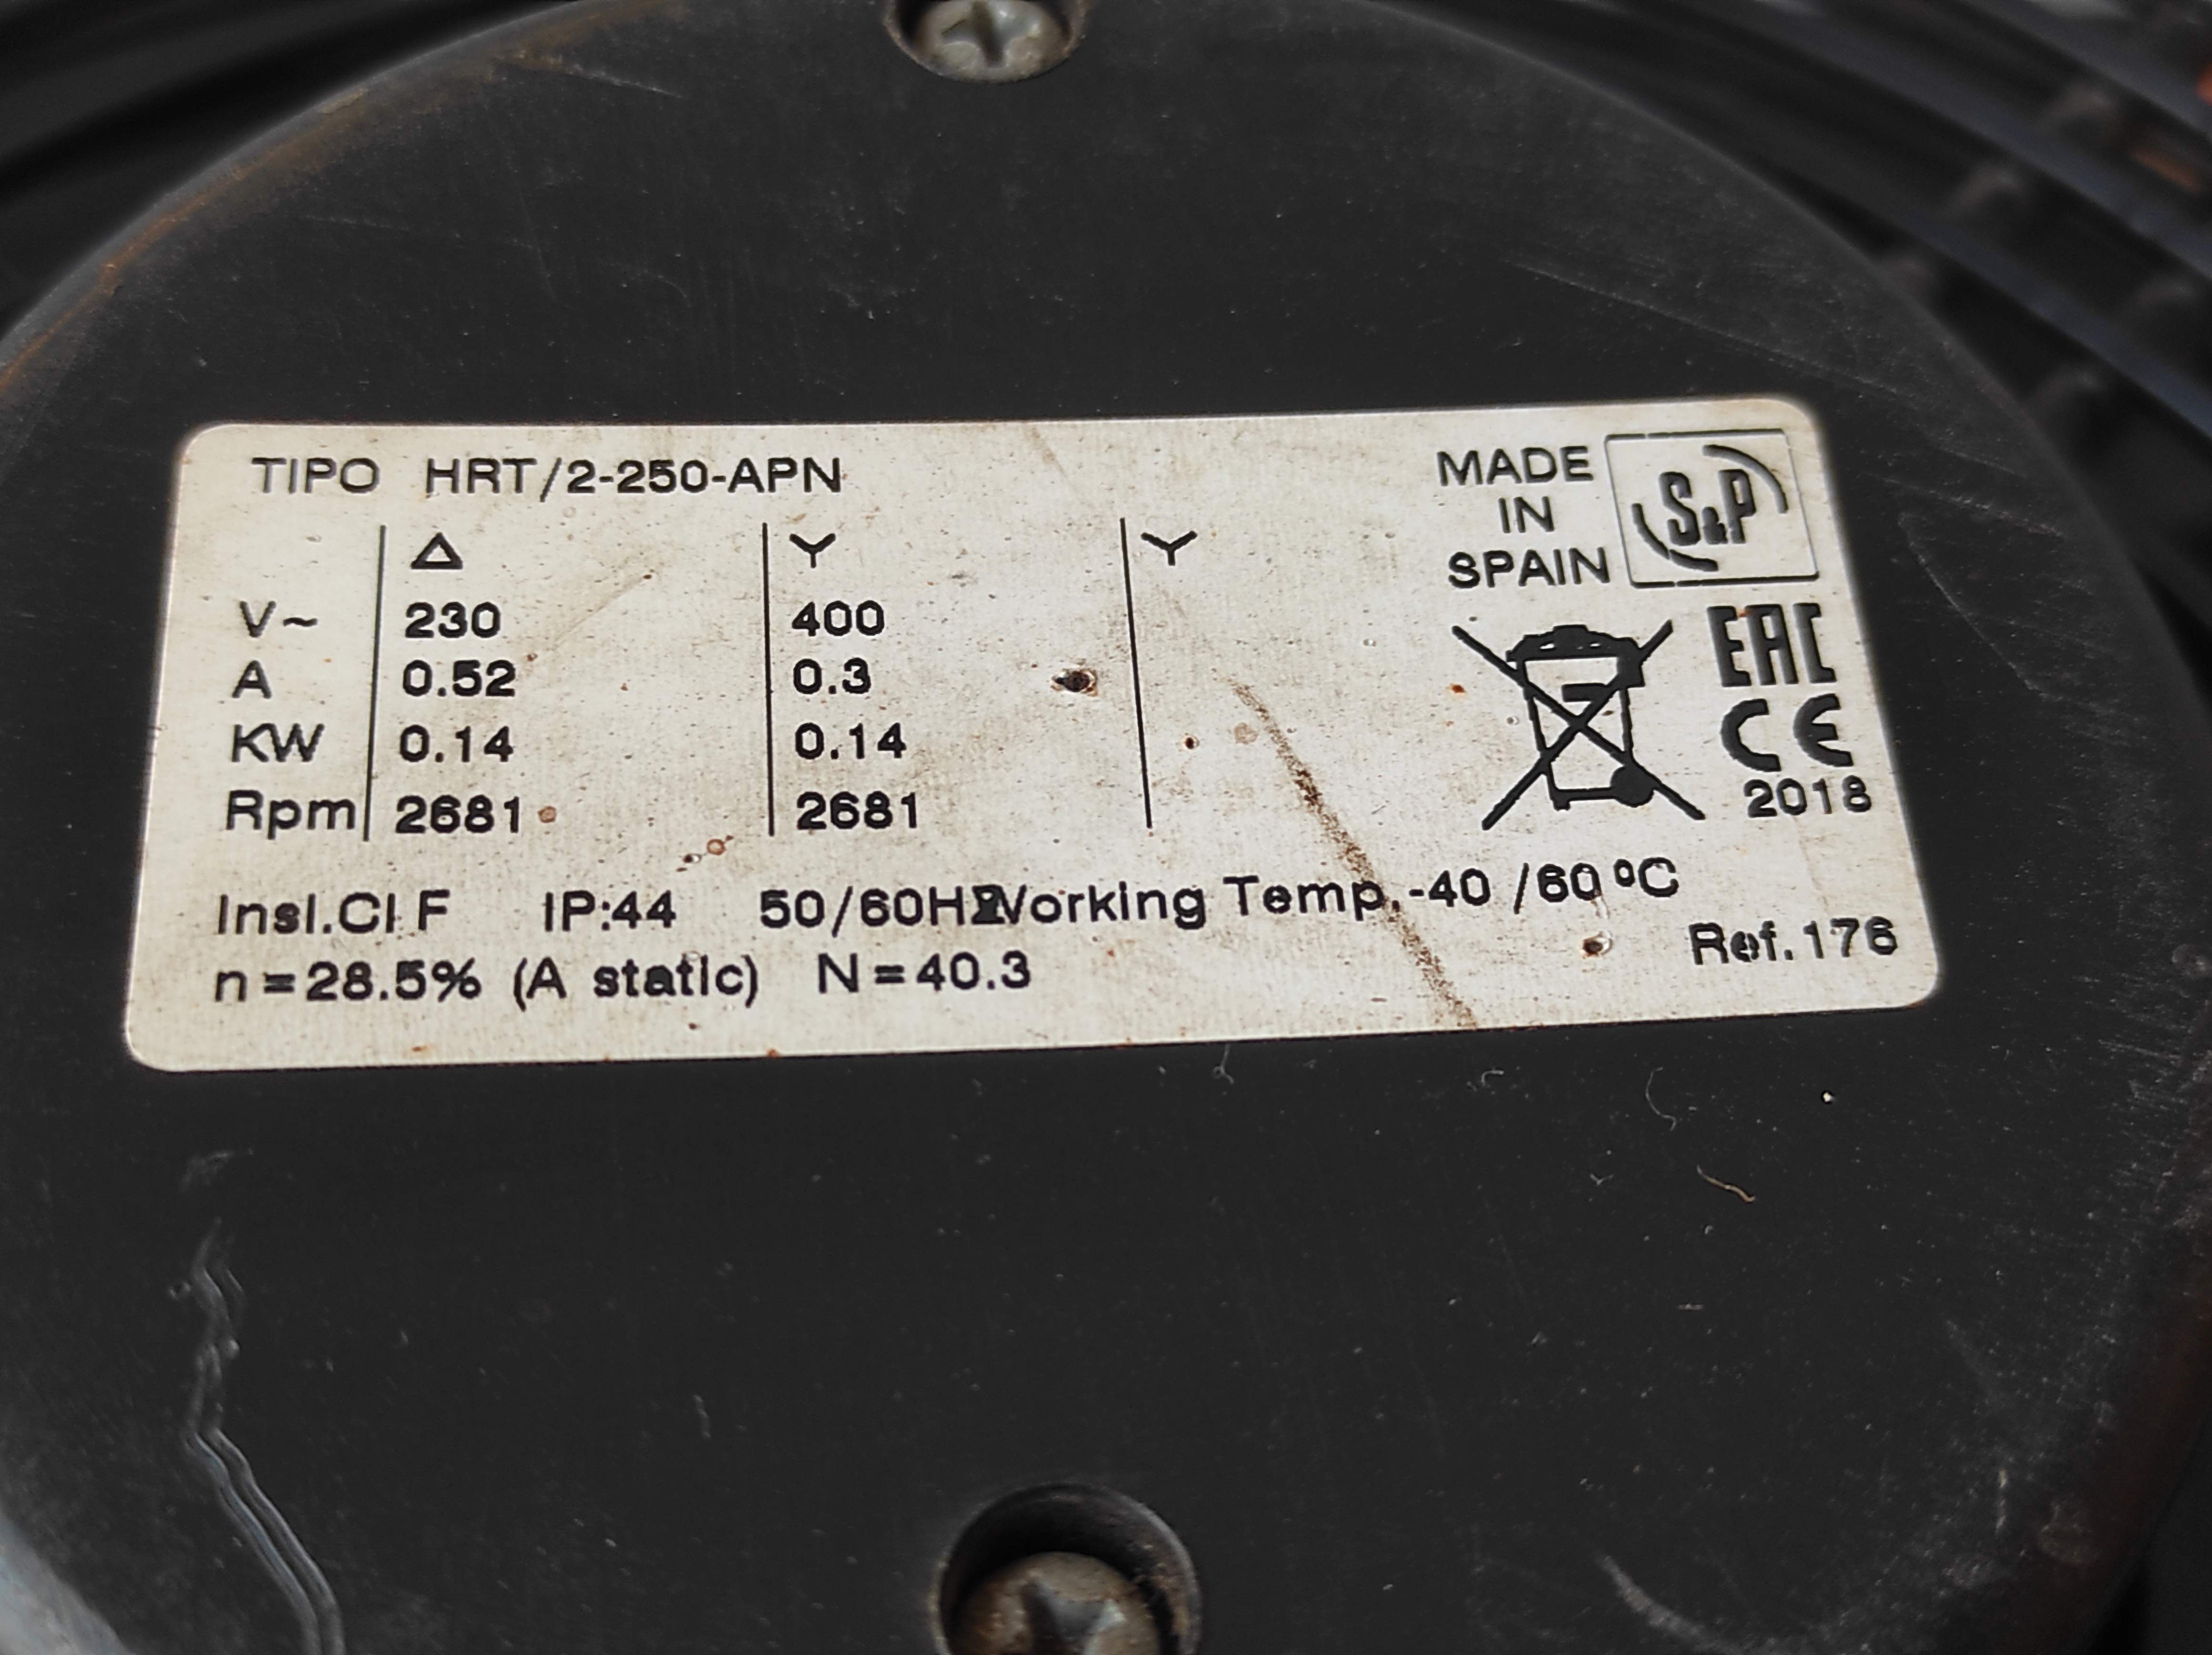 TIPO HRT/2-250-APN
MADE
IN
SPAIN
S&P
Δ Y Y
V~ 230 400
A 0.52 0.3
KW 0.14 0.14
Rpm 2681 2681
EAC
CE
2018
Insl.Cl F IP:44 50/60HZ Working Temp.-40 /60ºC
Ref.176
n=28.5% (A static) N=40.3